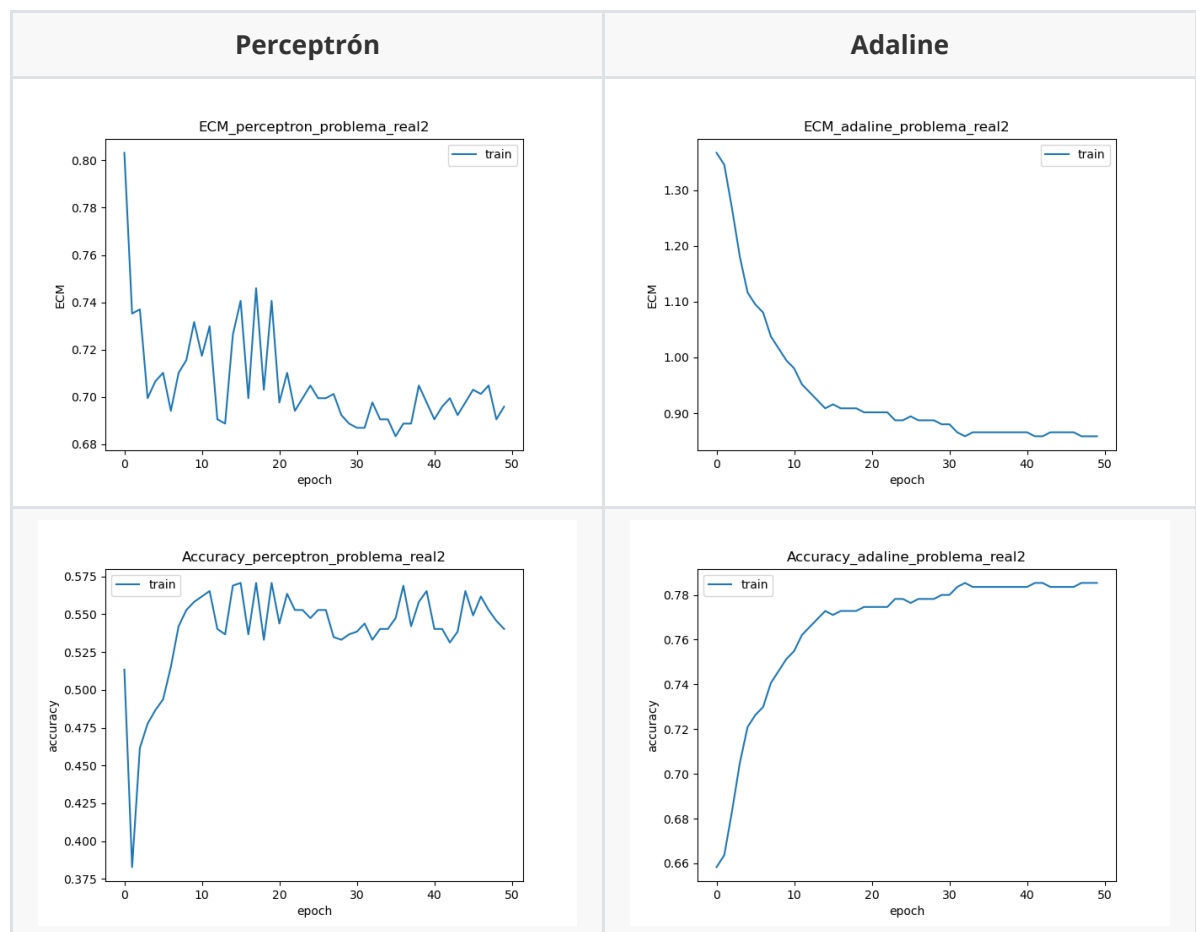 Perceptrón
Adaline
ECM_perceptron_problema_real2
train
0.80
0.78
0.76
0.74
0.72
0.70
0.68
ECM
0
10
20
30
40
50
epoch
ECM_adaline_problema_real2
train
1.30
1.20
1.10
1.00
0.90
ECM
0
10
20
30
40
50
epoch
Accuracy_perceptron_problema_real2
train
0.575
0.550
0.525
0.500
0.475
0.450
0.425
0.400
0.375
accuracy
0
10
20
30
40
50
epoch
Accuracy_adaline_problema_real2
train
0.78
0.76
0.74
0.72
0.70
0.68
0.66
accuracy
0
10
20
30
40
50
epoch